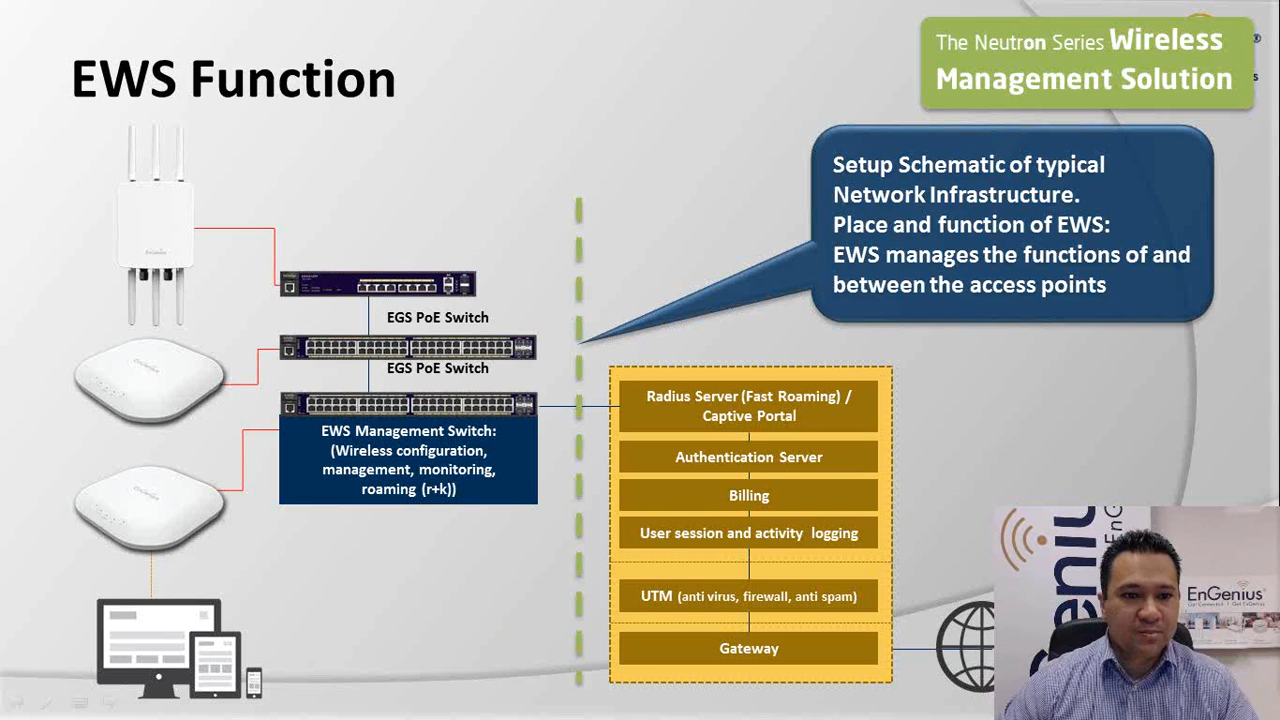 The Neutron Series Wireless
Management Solution
EWS Function
Setup Schematic of typical
Network Infrastructure.
Place and function of EWS:
EWS manages the functions of and
between the access points
EnGenius
EGS PoE Switch
EGS PoE Switch
EnGenius
EWS Management Switch:
(Wireless configuration,
management, monitoring,
roaming (r+k))
EnGenius
Radius Server (Fast Roaming) /
Captive Portal
Authentication Server
Billing
User session and activity logging
UTM (anti virus, firewall, anti spam)
Gateway
EnGenius